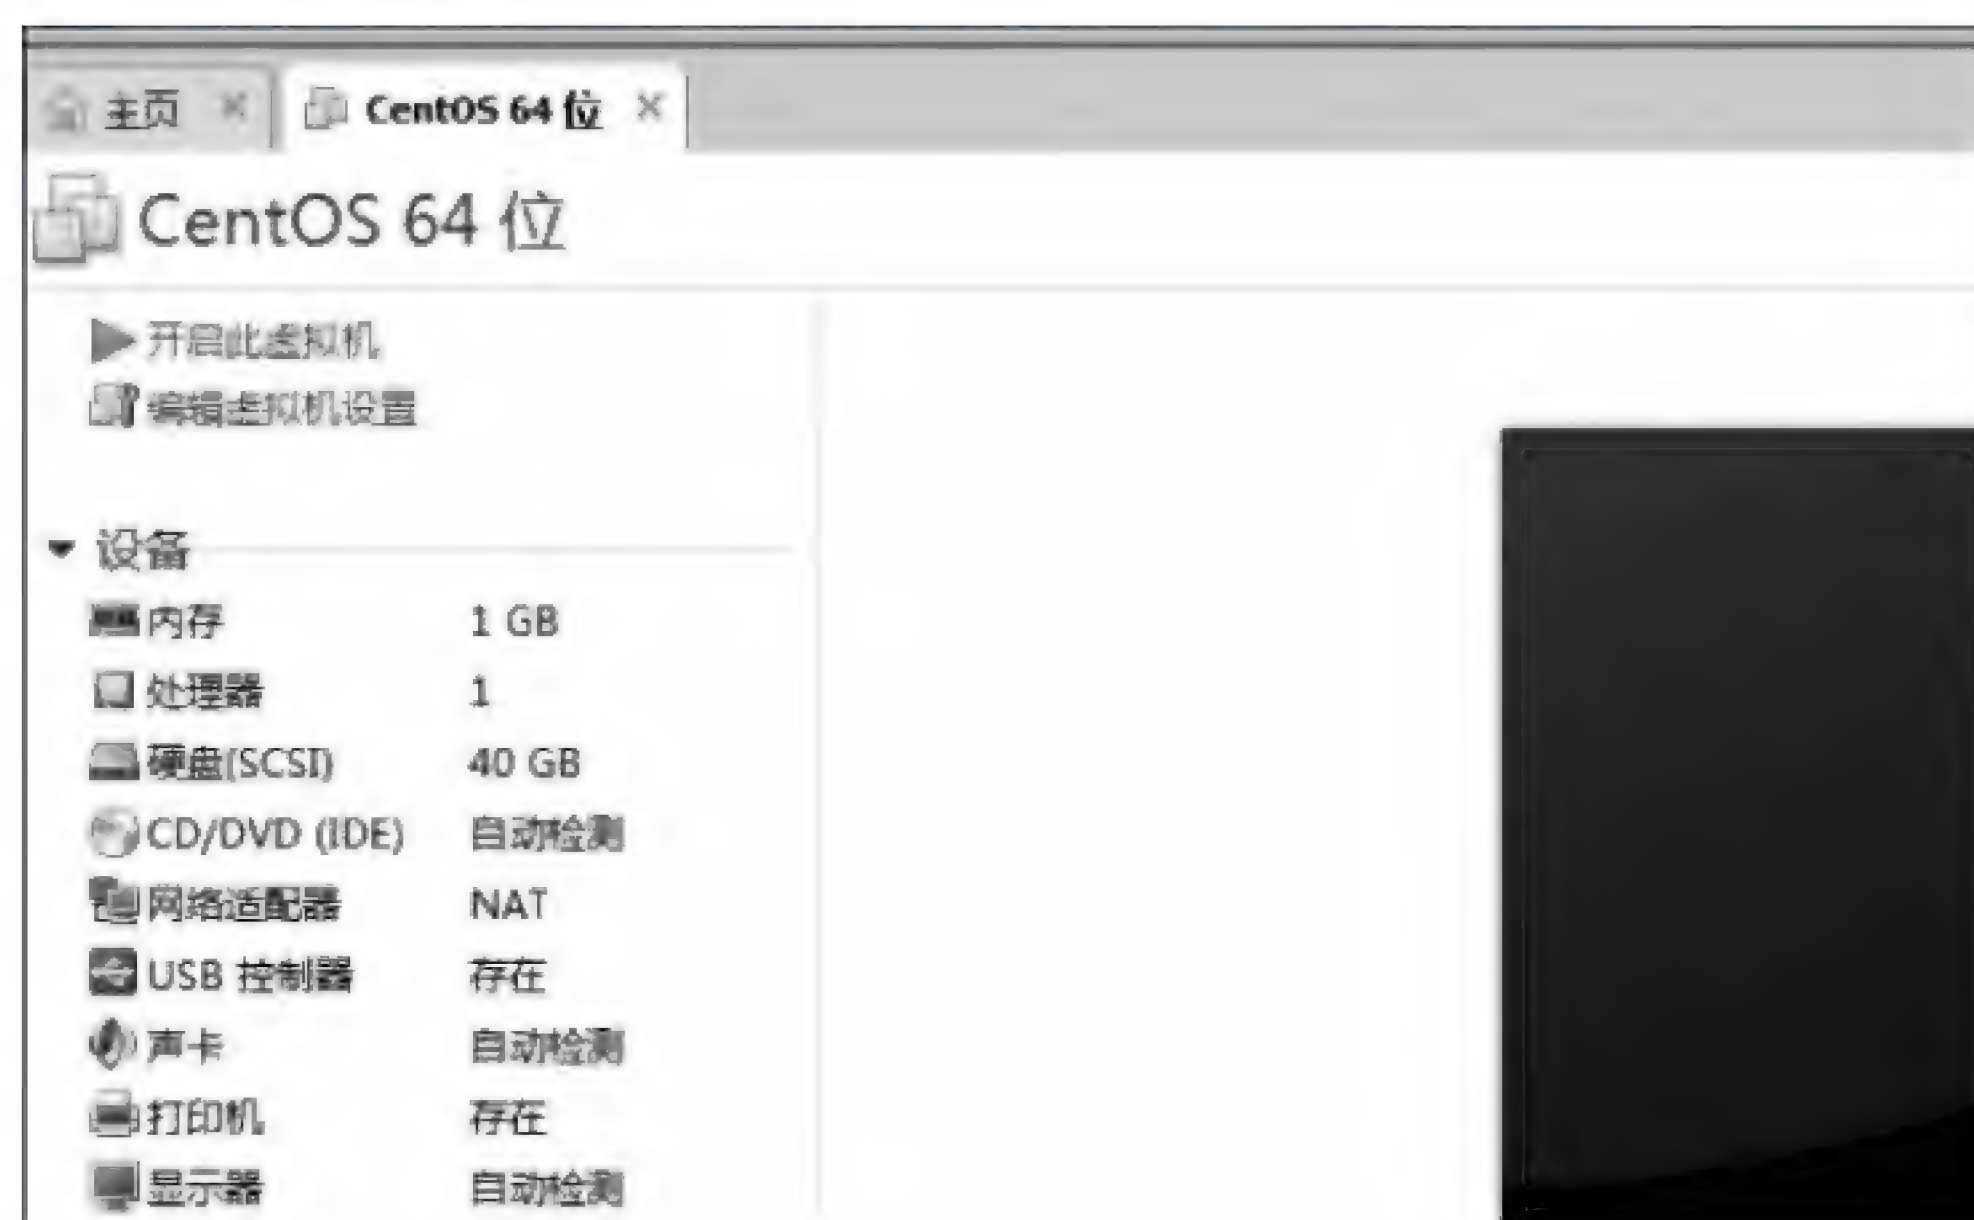 主页 CentOS 64 位
CentOS 64 位
开启此虚拟机
编辑虚拟机设置
设备
内存 1 GB
处理器 1
硬盘(SCSI) 40 GB
CD/DVD (IDE) 自动检测
网络适配器 NAT
USB 控制器 存在
声卡 自动检测
打印机 存在
显示器 自动检测